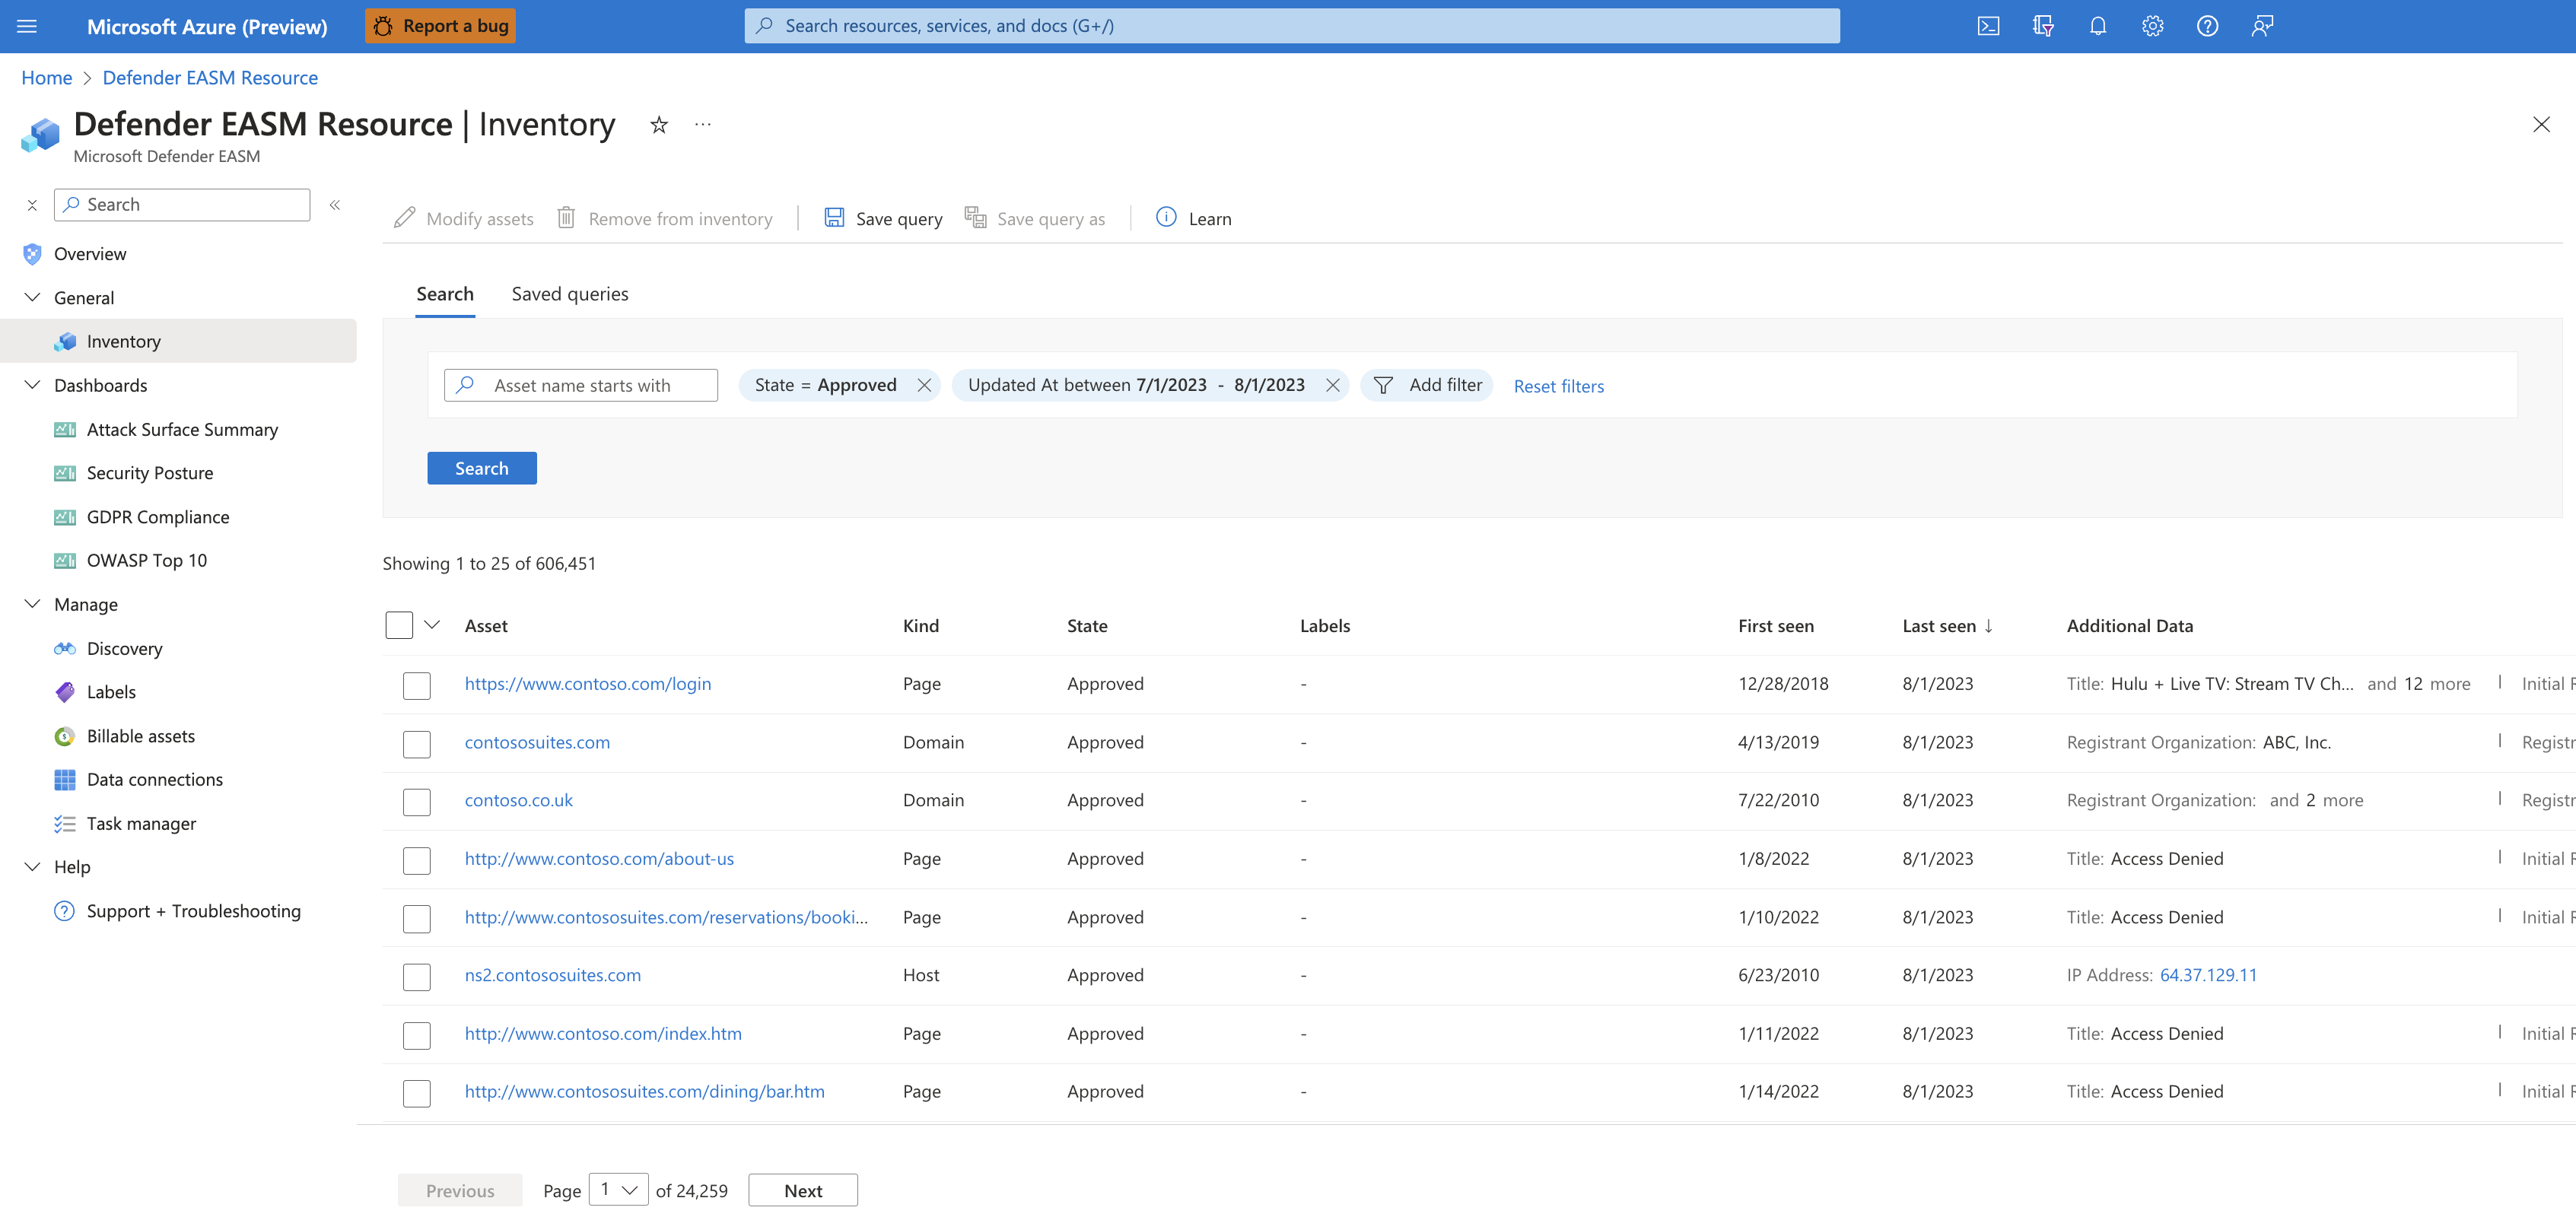 Microsoft Azure (Preview) Report a bug Search resources, services, and docs (G+/)
Home > Defender EASM Resource
Defender EASM Resource | Inventory ☆ ···
Microsoft Defender EASM
Search «
Overview
General
Inventory
Dashboards
Attack Surface Summary
Security Posture
GDPR Compliance
OWASP Top 10
Manage
Discovery
Labels
Billable assets
Data connections
Task manager
Help
Support + Troubleshooting
Modify assets Remove from inventory Save query Save query as Learn
Search Saved queries
Asset name starts with State = Approved Updated At between 7/1/2023 - 8/1/2023 Add filter Reset filters
Search
Showing 1 to 25 of 606,451
Asset Kind State Labels First seen Last seen ↓ Additional Data
https://www.contoso.com/login Page Approved - 12/28/2018 8/1/2023 Title: Hulu + Live TV: Stream TV Ch... and 12 more | Initial
contososuites.com Domain Approved - 4/13/2019 8/1/2023 Registrant Organization: ABC, Inc. | Registr
contoso.co.uk Domain Approved - 7/22/2010 8/1/2023 Registrant Organization: and 2 more | Registr
http://www.contoso.com/about-us Page Approved - 1/8/2022 8/1/2023 Title: Access Denied | Initial
http://www.contososuites.com/reservations/booki... Page Approved - 1/10/2022 8/1/2023 Title: Access Denied | Initial
ns2.contososuites.com Host Approved - 6/23/2010 8/1/2023 IP Address: 64.37.129.11
http://www.contoso.com/index.htm Page Approved - 1/11/2022 8/1/2023 Title: Access Denied | Initial
http://www.contososuites.com/dining/bar.htm Page Approved - 1/14/2022 8/1/2023 Title: Access Denied | Initial
Previous Page 1 of 24,259 Next